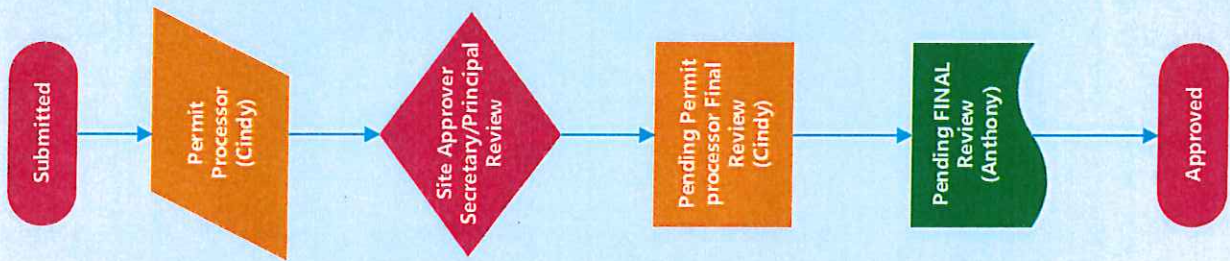 Submitted
Permit
Processor
(Cindy)
Site Approver
Secretary/Principal
Review
Pending Permit
processor Final
Review
(Cindy)
Pending FINAL
Review
(Anthony)
Approved